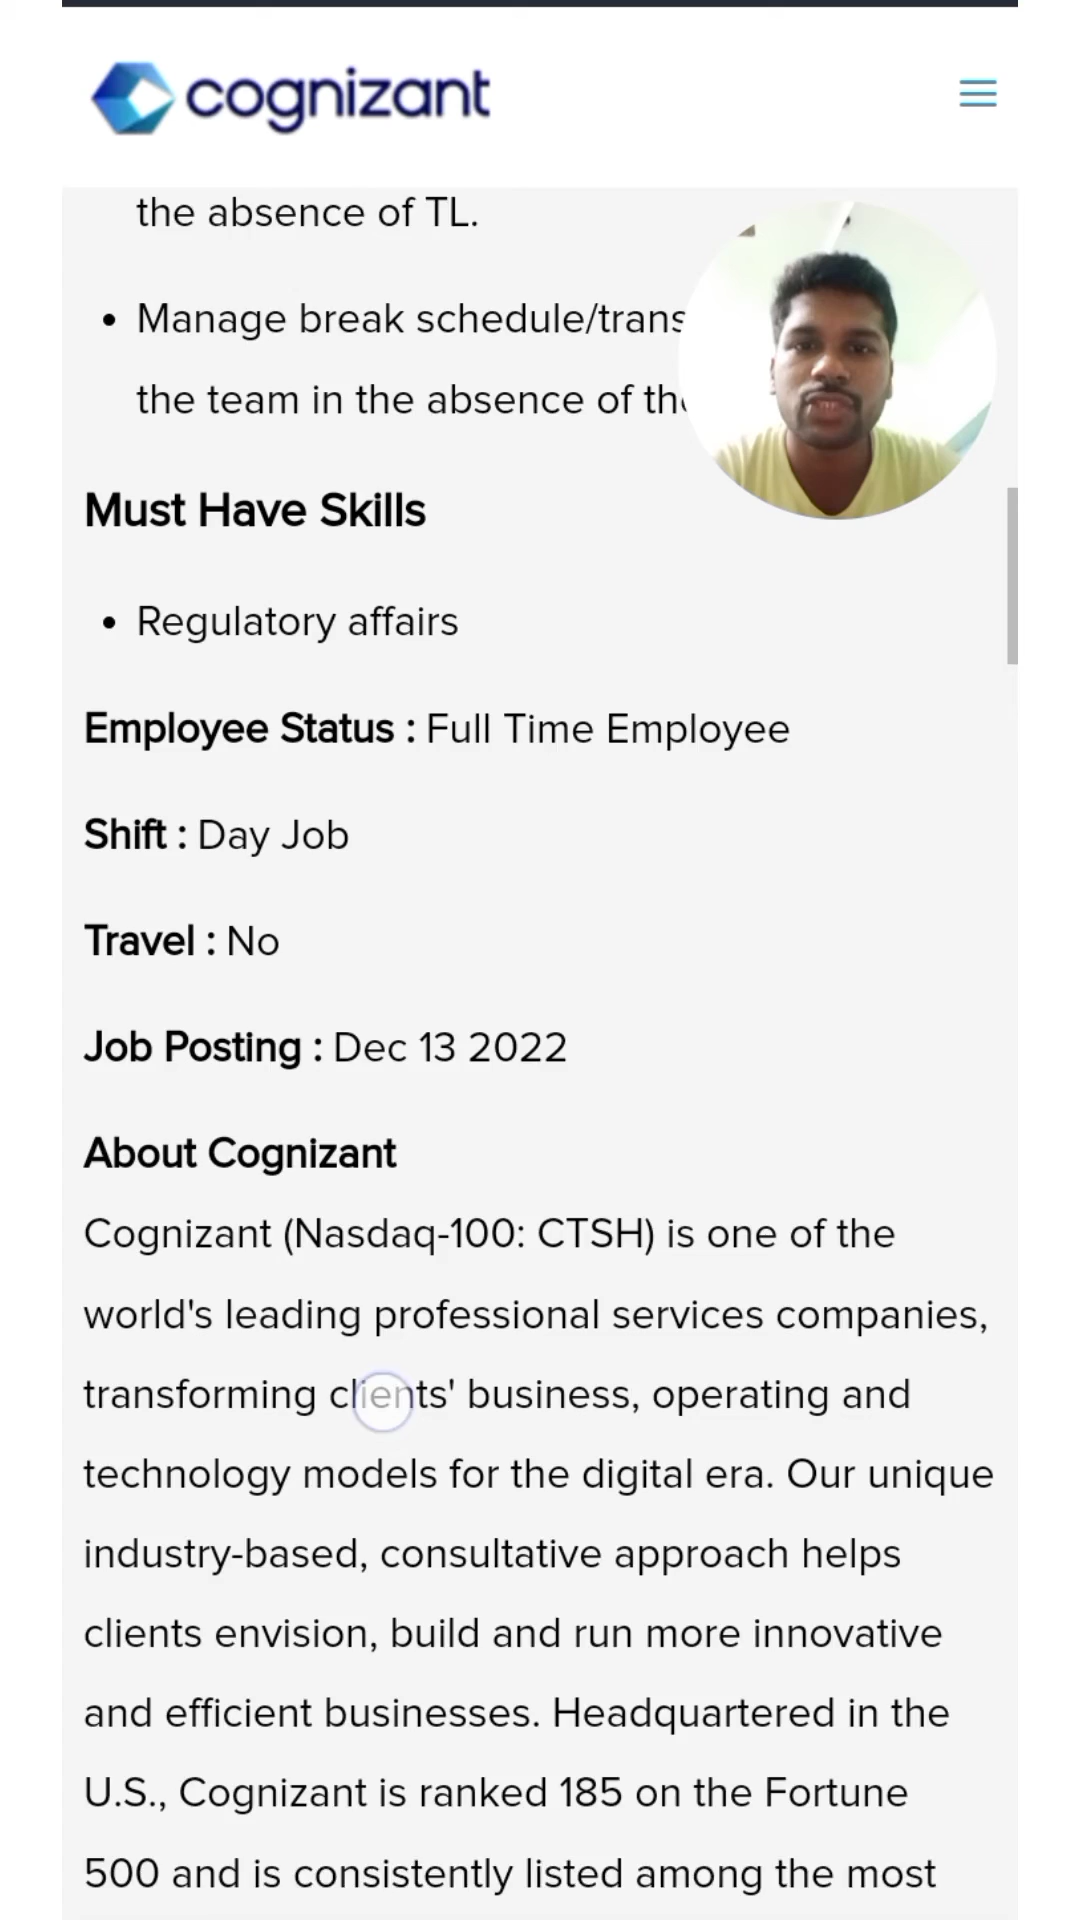 cognizant
the absence of TL.
• Manage break schedule/trans
the team in the absence of
Must Have Skills
• Regulatory affairs
Employee Status : Full Time Employee
Shift : Day Job
Travel : No
Job Posting : Dec 13 2022
About Cognizant
Cognizant (Nasdaq-100: CTSH) is one of the
world's leading professional services companies,
transforming clients' business, operating and
technology models for the digital era. Our unique
industry-based, consultative approach helps
clients envision, build and run more innovative
and efficient businesses. Headquartered in the
U.S., Cognizant is ranked 185 on the Fortune
500 and is consistently listed among the most